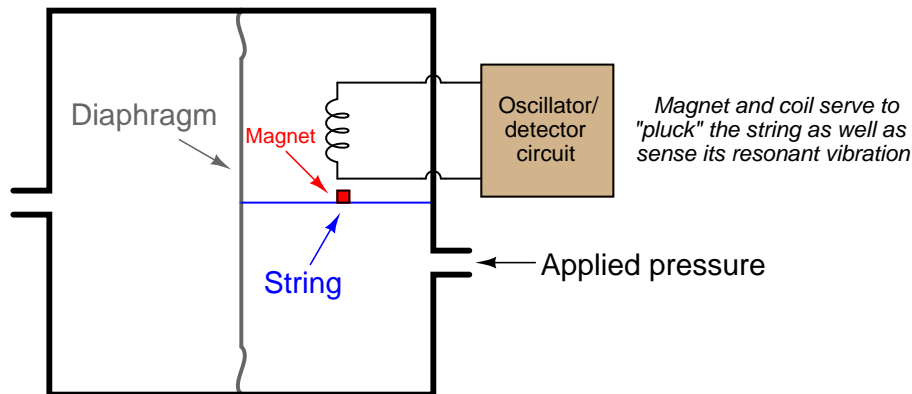 Diaphragm
Magnet
String
Oscillator/
detector
circuit
Magnet and coil serve to
"pluck" the string as well as
sense its resonant vibration
Applied pressure